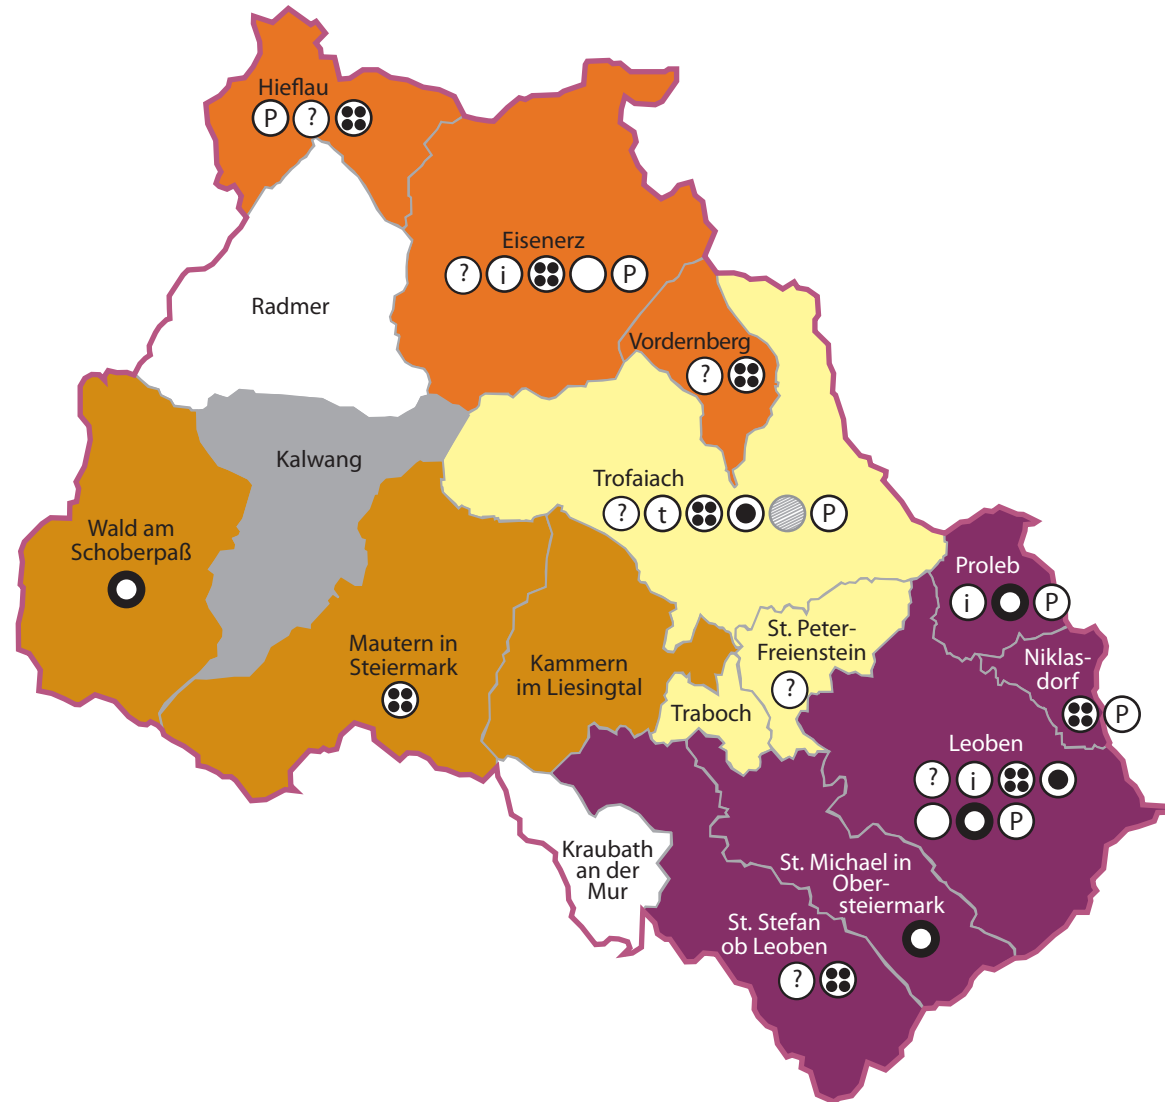 Hieflau
P ?
Eisenerz
? i P
Radmer
Vordernberg
?
Kalwang
Trofaiach
? t P
Wald am
Schoberpaß
Proleb
i P
St. Peter-
Freienstein
?
Mautern in
Steiermark
Kammern
im Liesingtal
Niklas-
dorf
P
Traboch
Leoben
? i
P
Kraubath
an der
Mur
St. Michael in
Ober-
steiermark
St. Stefan
ob Leoben
?